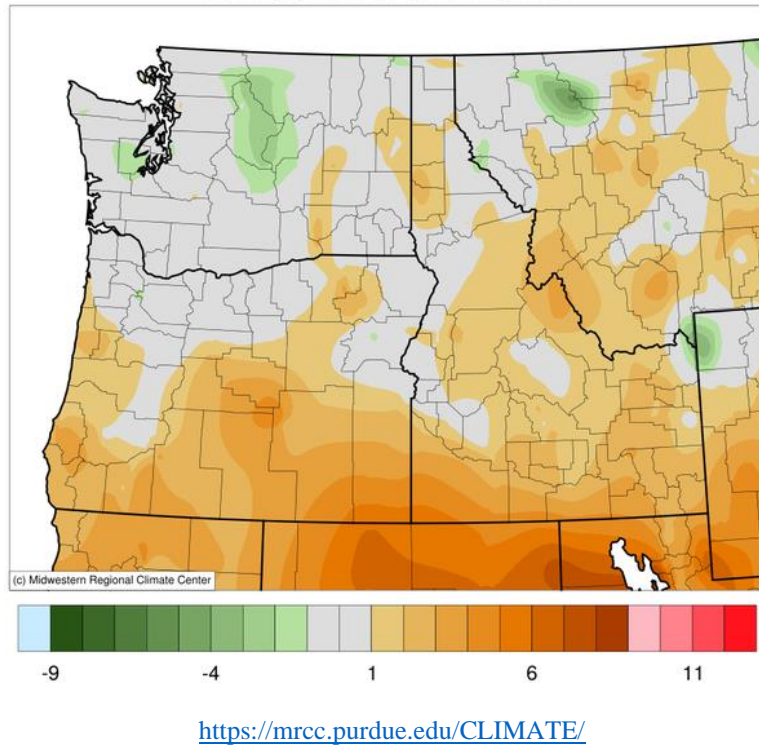 (c) Midwestern Regional Climate Center
-9 -4 1 6 11
https://mrcc.purdue.edu/CLIMATE/